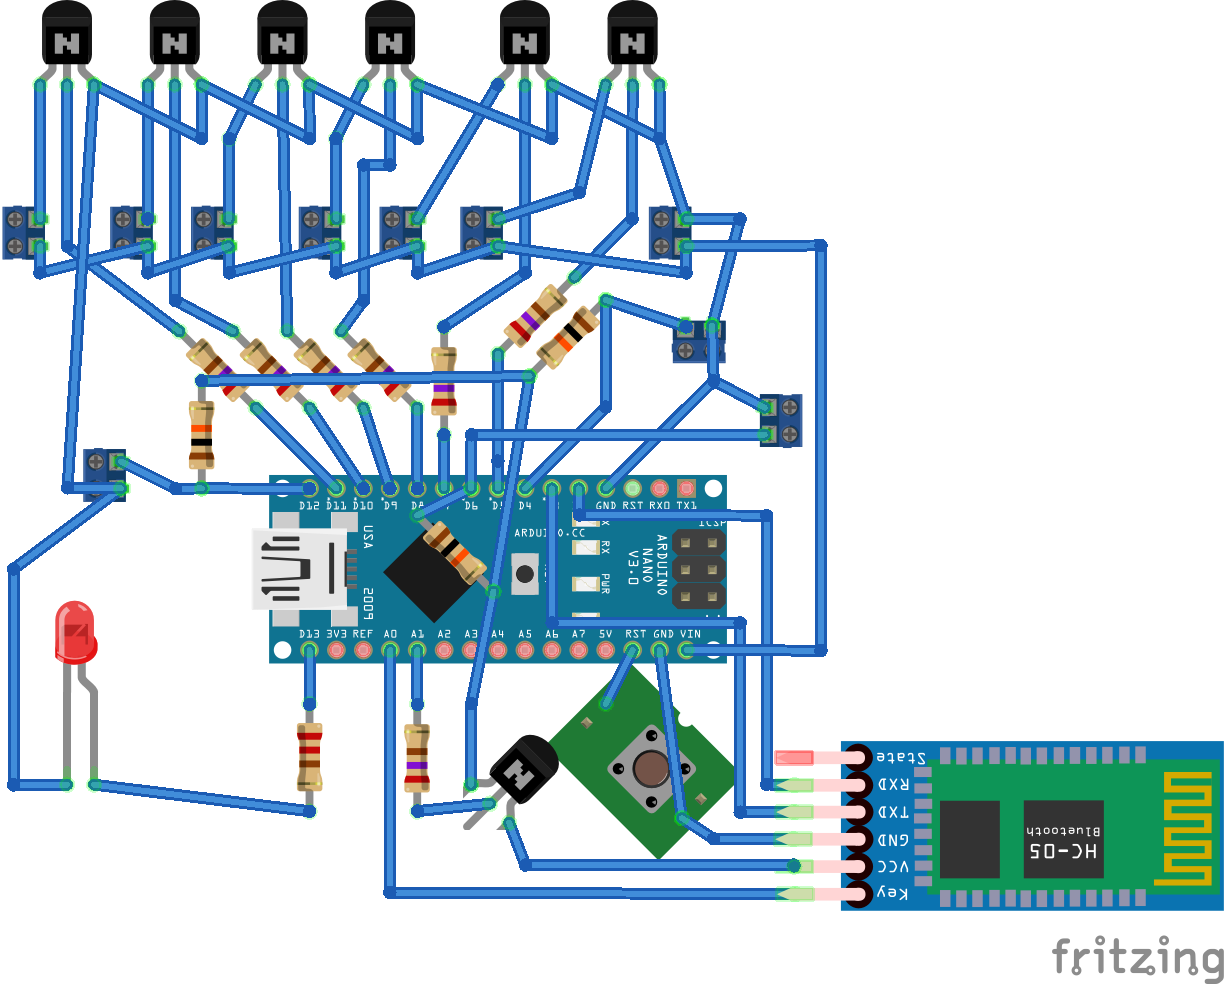 N N N N N N
D12 D11 D10 D9 D8 D6 D5 D4 GND RST RX0 TX1
ICSP
USA
ARDUINO.CC
RX
ARDUINO
NANO
V3.0
PWR
2009
D13 3V3 REF A0 A1 A2 A3 A4 A5 A6 A7 5V RST GND VIN
N
State
RXD
TXD
GND
VCC
Key
HC-05
Bluetooth
fritzing